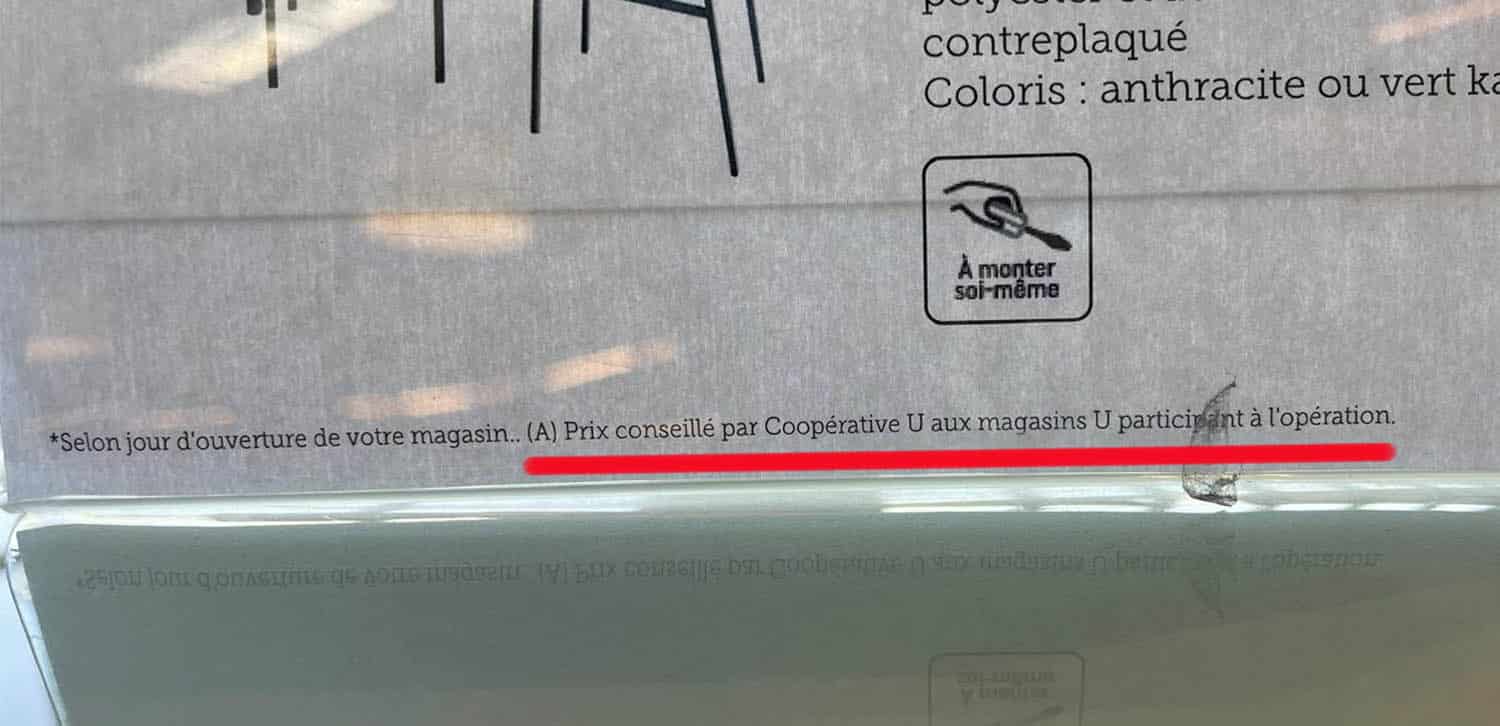 contreplaqué
Coloris : anthracite ou vert
À monter
soi-même
*Selon jour d'ouverture de votre magasin.. (A) Prix conseillé par Coopérative U aux magasins U participant à l'opération.